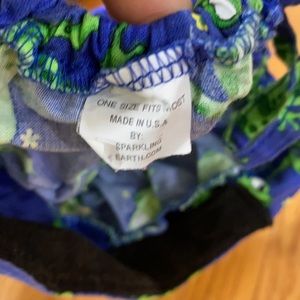 ONE SIZE FITS MOST
MADE IN U.S.A
BY:
SPARKLING
EARTH.COM